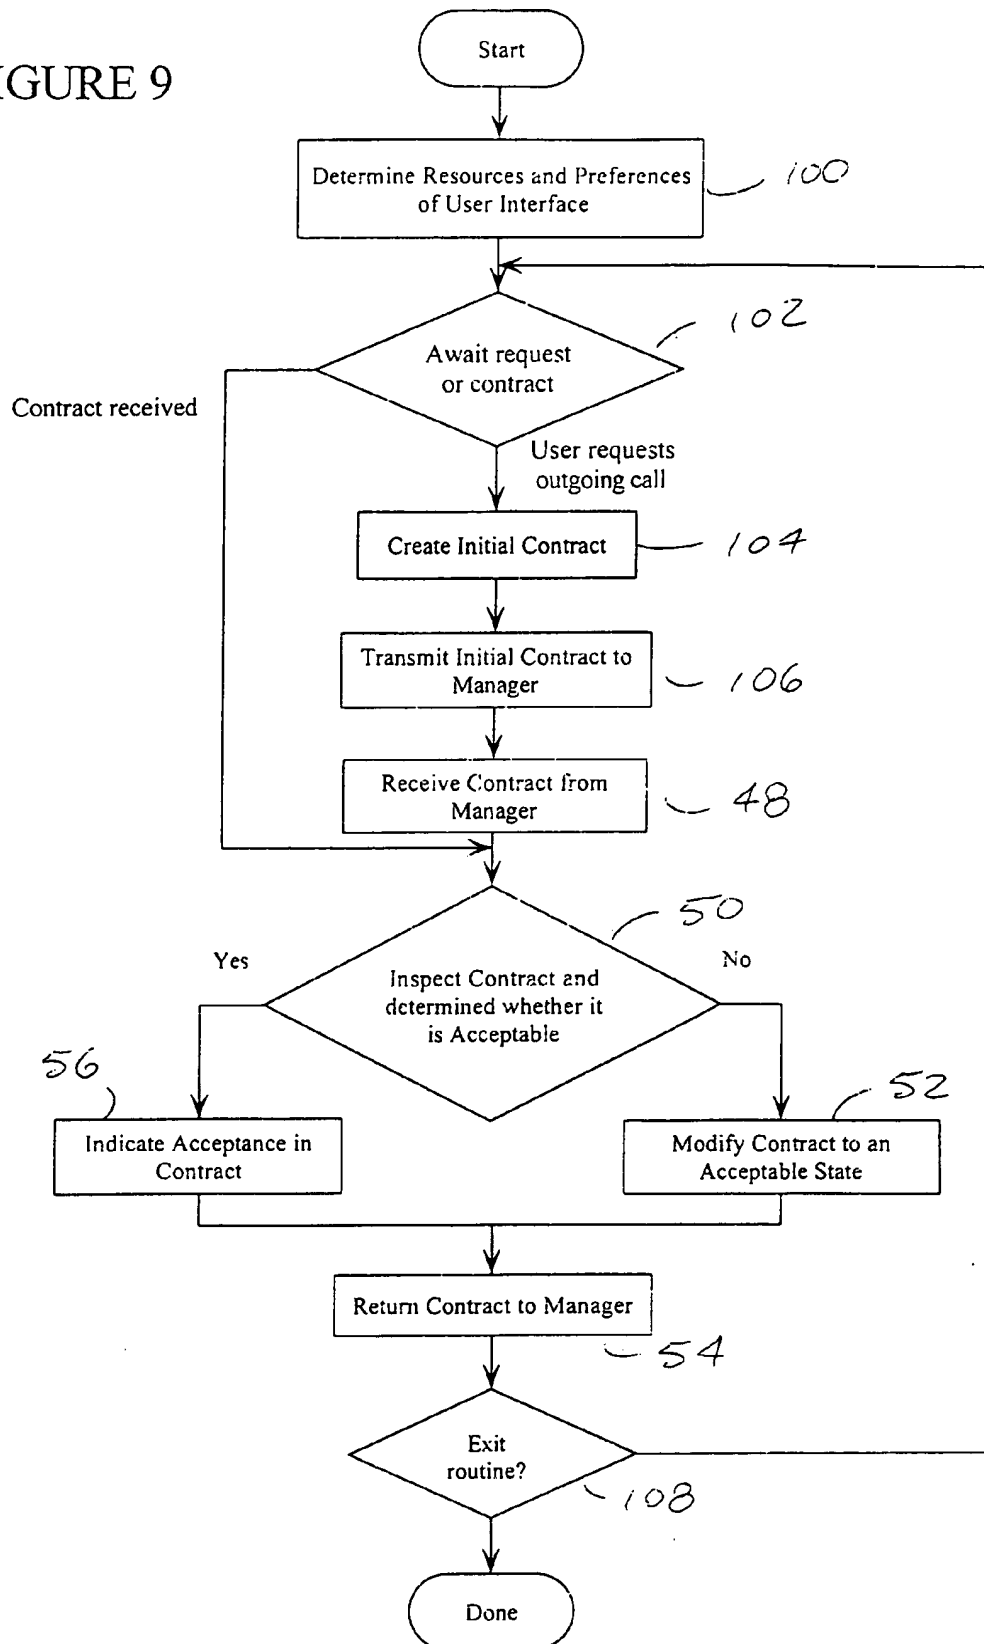 IGURE 9
Start
Determine Resources and Preferences
of User Interface
100
Await request
or contract
102
Contract received
User requests
outgoing call
Create Initial Contract
104
Transmit Initial Contract to
Manager
106
Receive Contract from
Manager
48
50
Yes
No
Inspect Contract and
determined whether it
is Acceptable
56
52
Indicate Acceptance in
Contract
Modify Contract to an
Acceptable State
Return Contract to Manager
54
Exit
routine?
108
Done